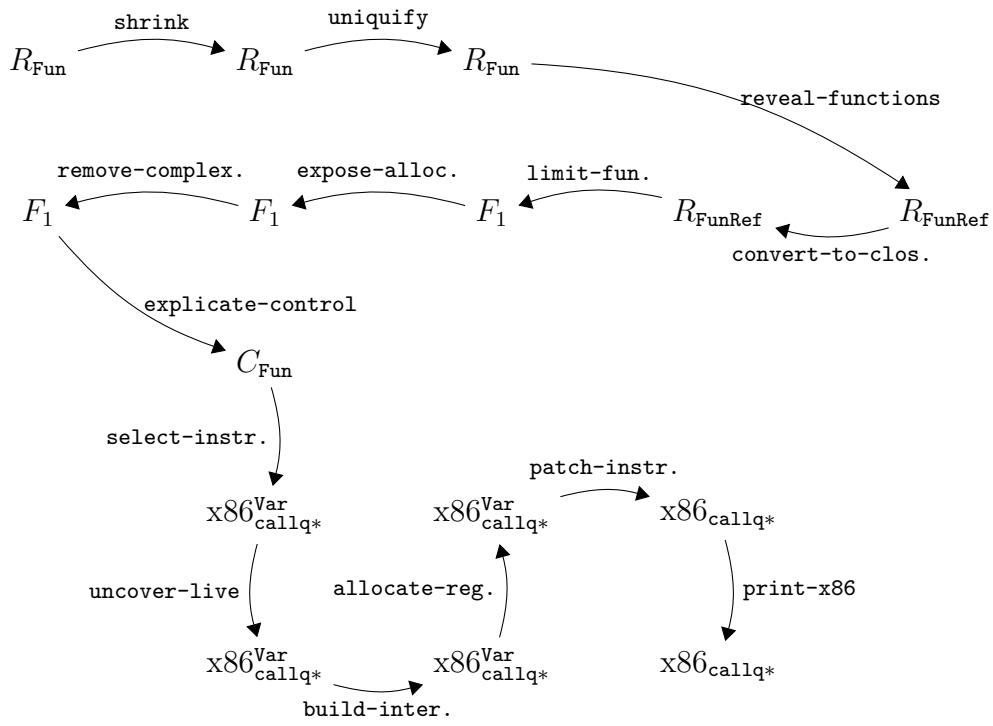 shrink
uniquify
R_Fun R_Fun R_Fun
reveal-functions
remove-complex. expose-alloc. limit-fun.
F_1 F_1 F_1 R_FunRef R_FunRef
convert-to-clos.
explicate-control
C_Fun
select-instr.
patch-instr.
x86^Var_callq* x86^Var_callq* x86_callq*
uncover-live allocate-reg. print-x86
x86^Var_callq* x86^Var_callq* x86_callq*
build-inter.